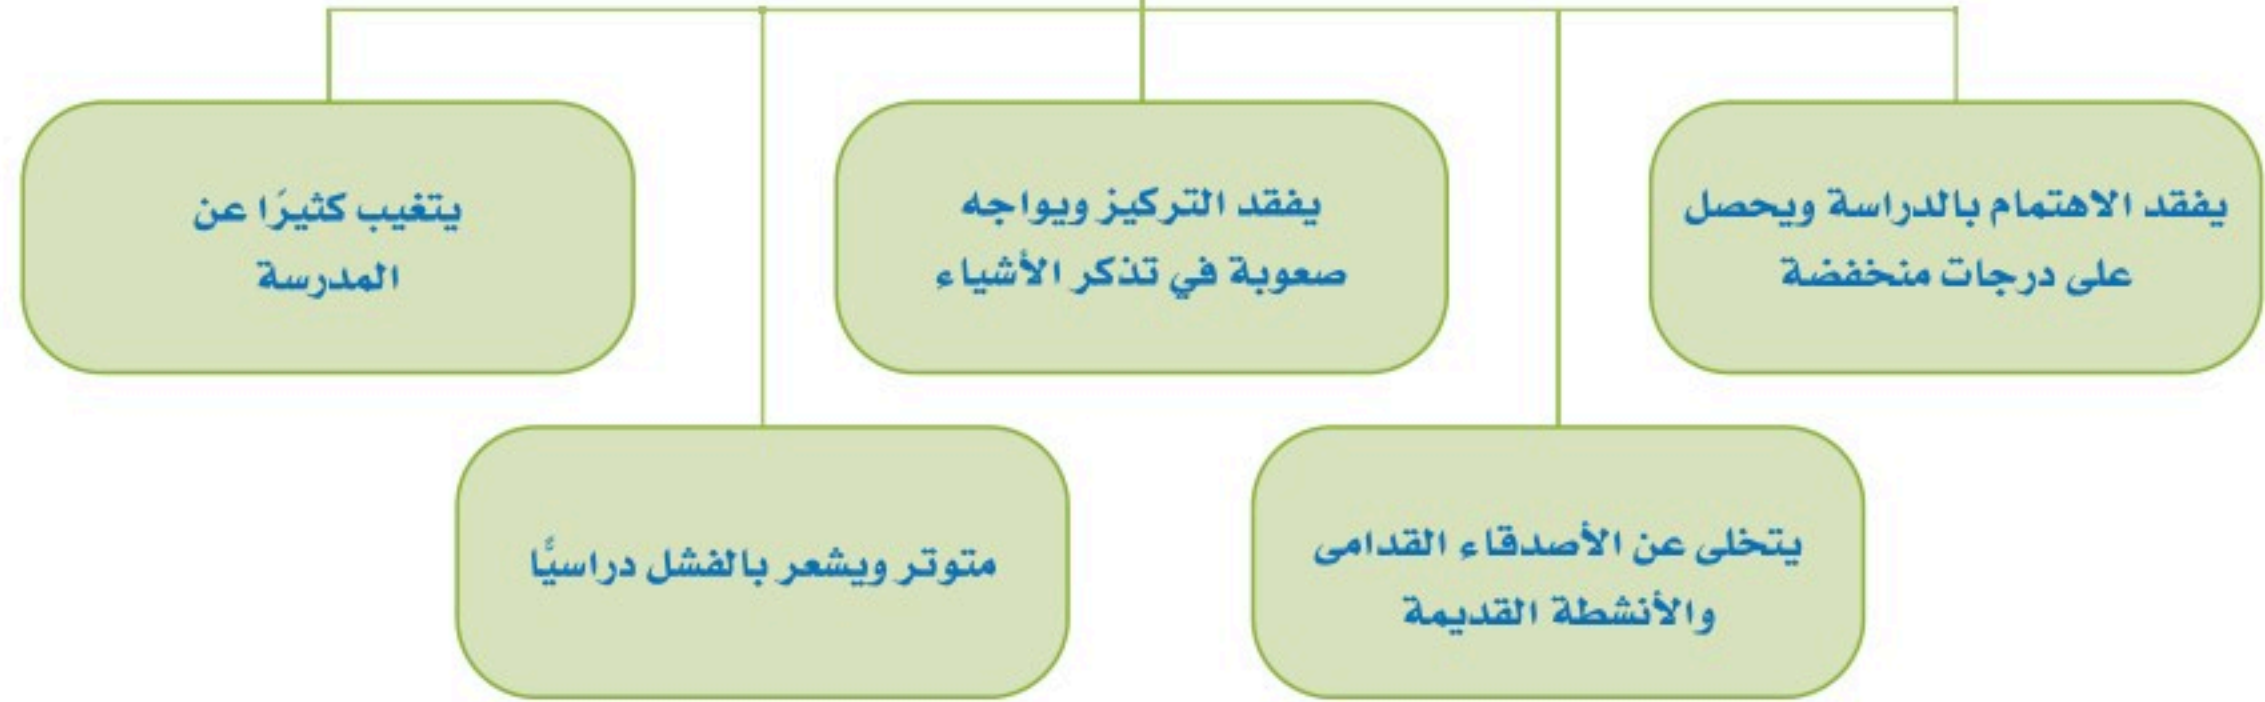 يفقد الاهتمام بالدراسة ويحصل
على درجات منخفضة
يفقد التركيز ويواجه
صعوبة في تذكر الأشياء
يتغيب كثيرًا عن
المدرسة
يتخلى عن الأصدقاء القدامى
والأنشطة القديمة
متوتر ويشعر بالفشل دراسيًّا